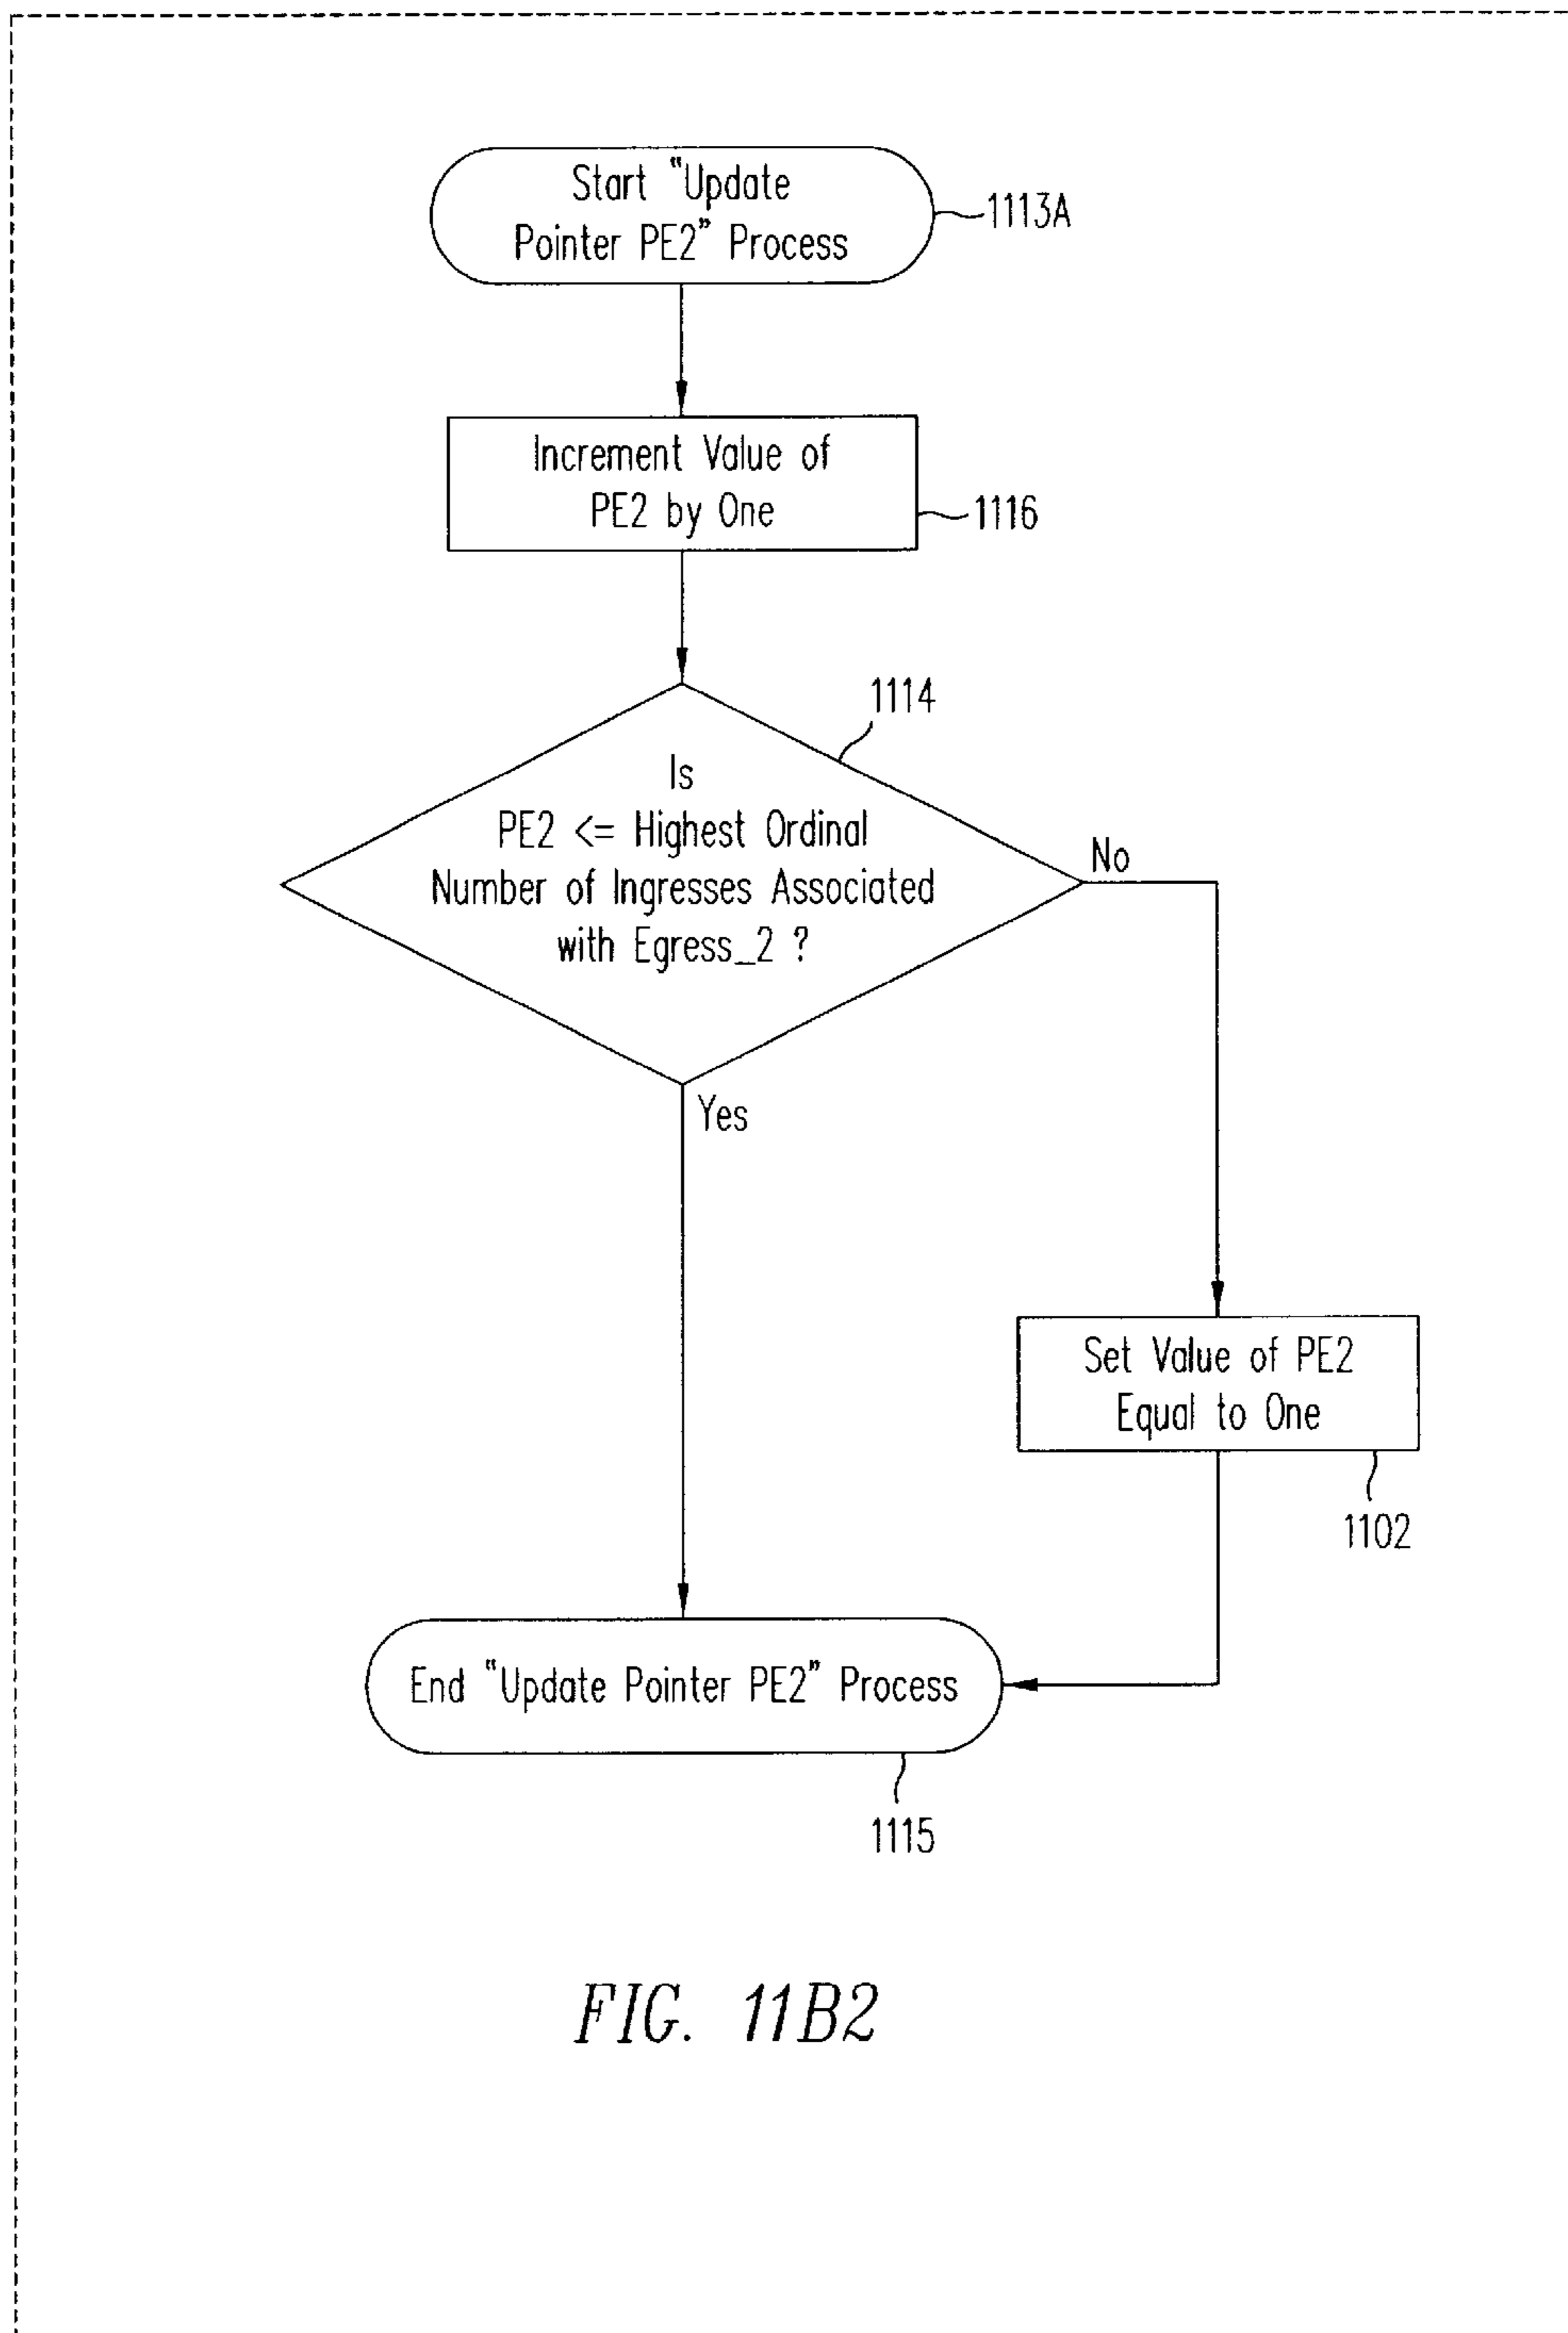 Start "Update
Pointer PE2" Process
1113A
Increment Value of
PE2 by One
1116
1114
Is
PE2 <= Highest Ordinal
Number of Ingresses Associated
with Egress_2 ?
No
Yes
Set Value of PE2
Equal to One
1102
End "Update Pointer PE2" Process
1115
FIG. 11B2